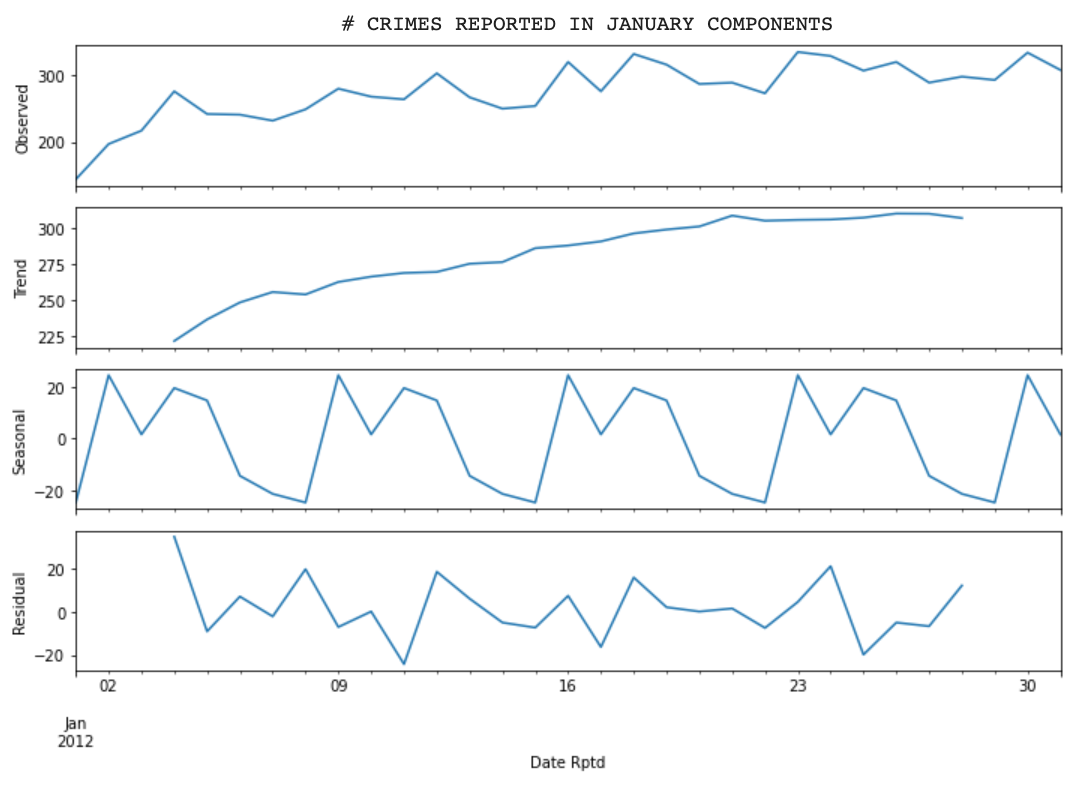 # CRIMES REPORTED IN JANUARY COMPONENTS
300
200
Observed
300
275
250
225
Trend
20
0
−20
Seasonal
20
0
−20
Residual
02 09 16 23 30
Jan
2012
Date Rptd